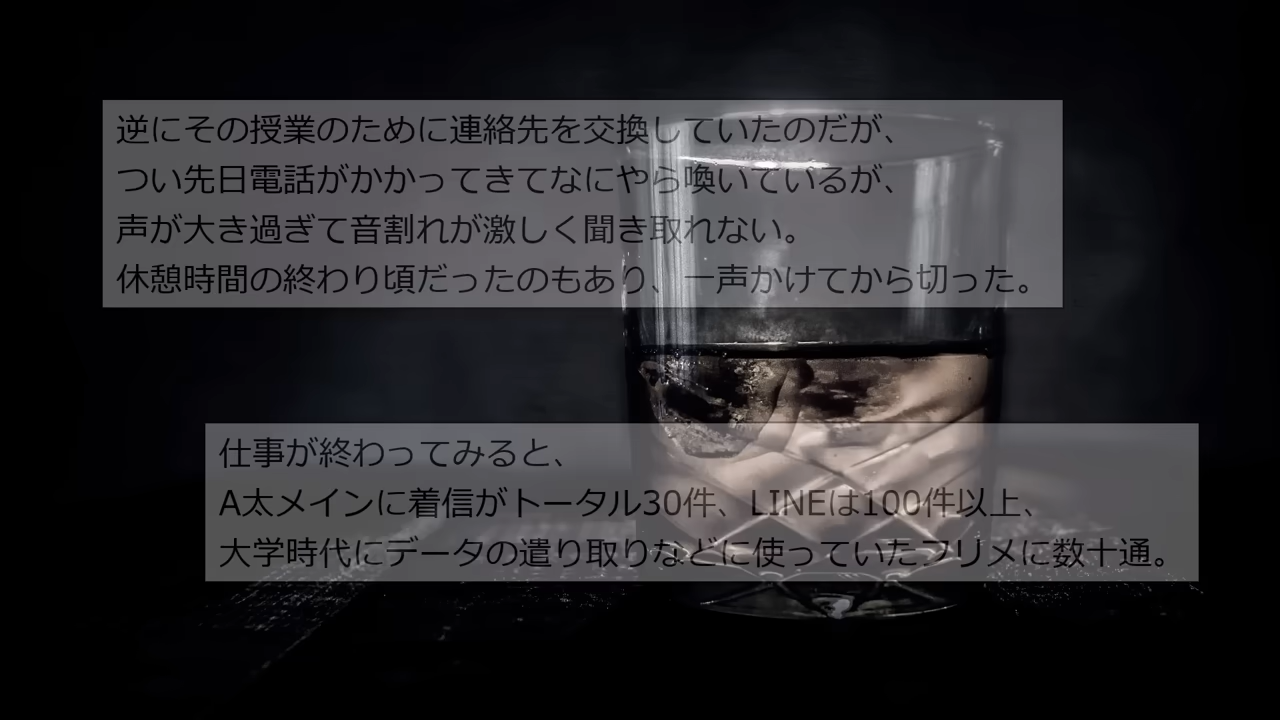 逆にその授業のために連絡先を交換していたのだが、
つい先日電話がかかってきてなにやら喚いているが、
声が大き過ぎて音割れが激しく聞き取れない。
休憩時間の終わり頃だったのもあり、一声かけてから切った。
仕事が終わってみると、
A太メインに着信がトータル30件、LINEは100件以上、
大学時代にデータの遣り取りなどに使っていたフリメに数十通。